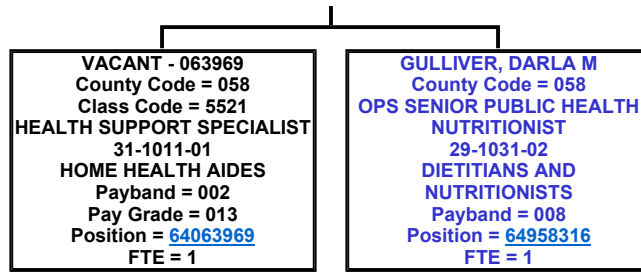 VACANT - 063969
County Code = 058
Class Code = 5521
HEALTH SUPPORT SPECIALIST
31-1011-01
HOME HEALTH AIDES
Payband = 002
Pay Grade = 013
Position = 64063969
FTE = 1
GULLIVER, DARLA M
County Code = 058
OPS SENIOR PUBLIC HEALTH
NUTRITIONIST
29-1031-02
DIETITIANS AND
NUTRITIONISTS
Payband = 008
Position = 64958316
FTE = 1